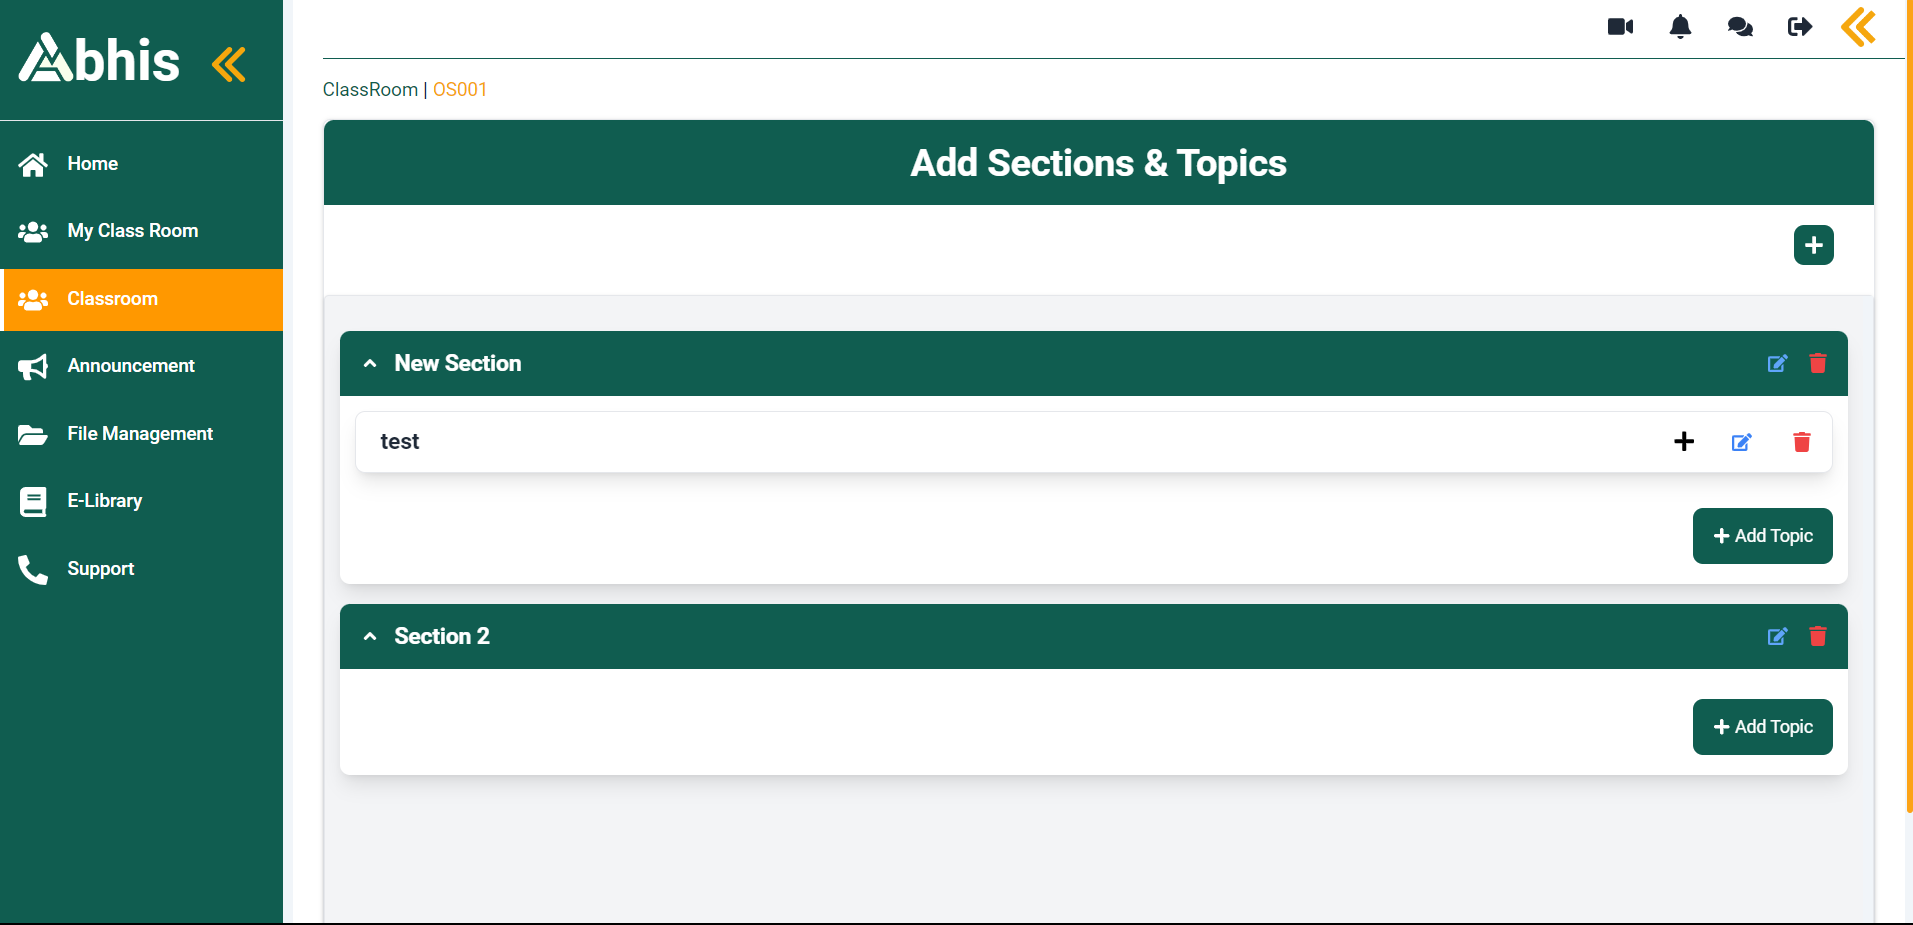 Abhis
Home
My Class Room
Classroom
Announcement
File Management
E-Library
Support
ClassRoom | OS001
Add Sections & Topics
New Section
test
Add Topic
Section 2
Add Topic